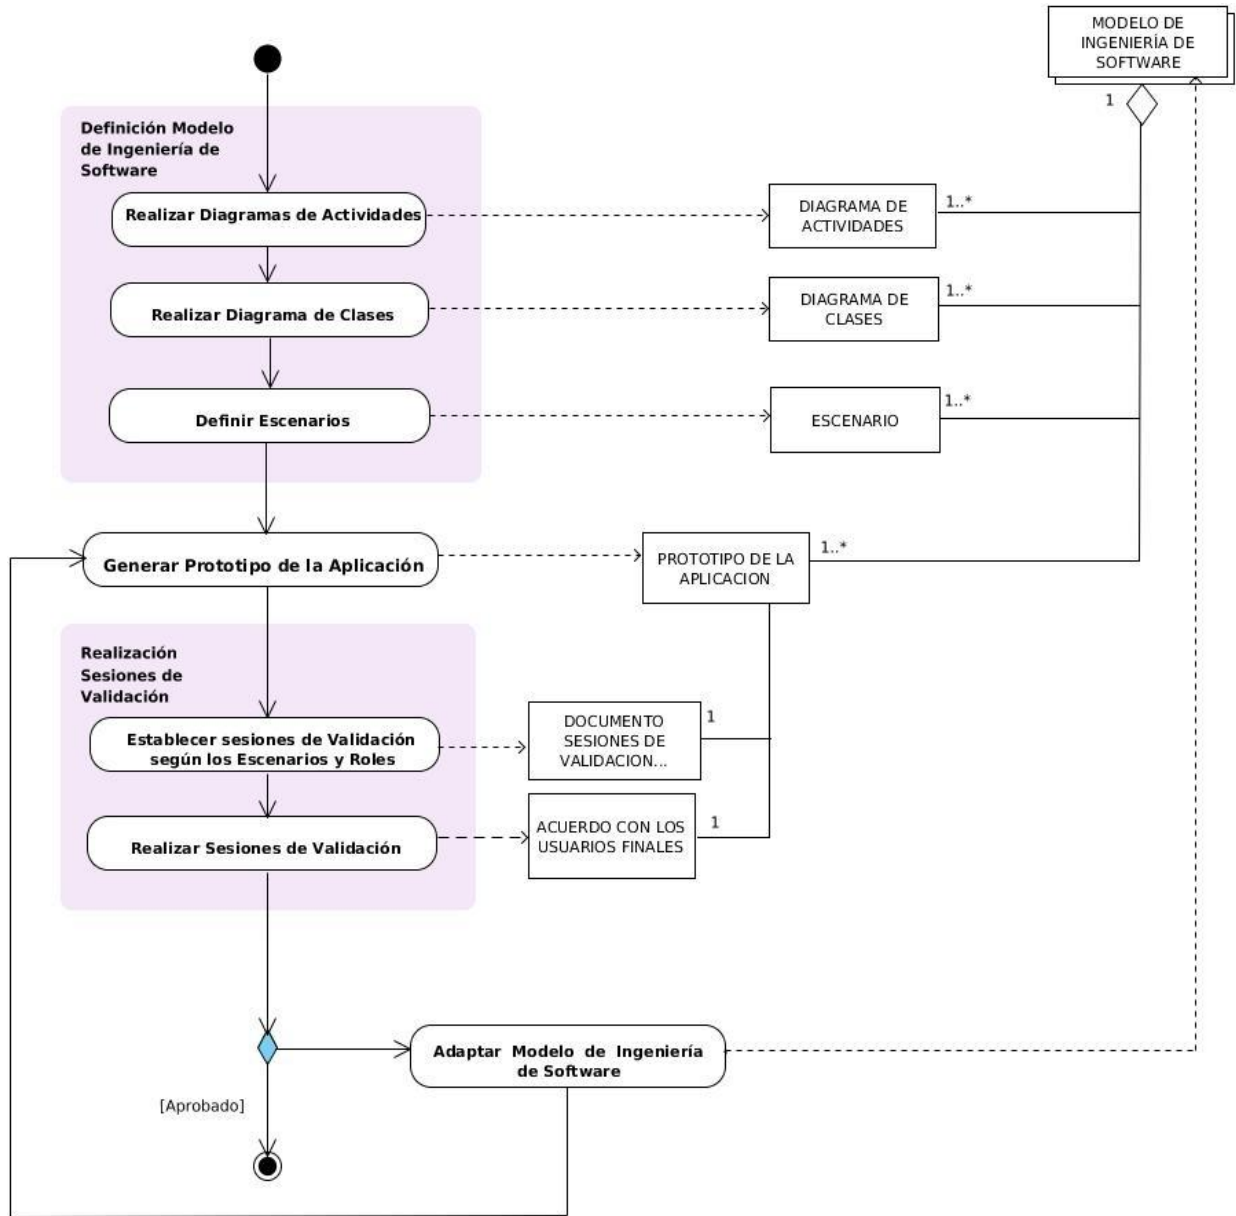 MODELO DE
INGENIERÍA DE
SOFTWARE
1
Definición Modelo
de Ingeniería de
Software
Realizar Diagramas de Actividades
DIAGRAMA DE
ACTIVIDADES
1..*
Realizar Diagrama de Clases
DIAGRAMA DE
CLASES
1..*
Definir Escenarios
ESCENARIO
1..*
Generar Prototipo de la Aplicación
PROTOTIPO DE LA
APLICACION
1..*
Realización
Sesiones de
Validación
Establecer sesiones de Validación
según los Escenarios y Roles
DOCUMENTO
SESIONES DE
VALIDACION...
1
Realizar Sesiones de Validación
ACUERDO CON LOS
USUARIOS FINALES
1
Adaptar Modelo de Ingeniería
de Software
[Aprobado]